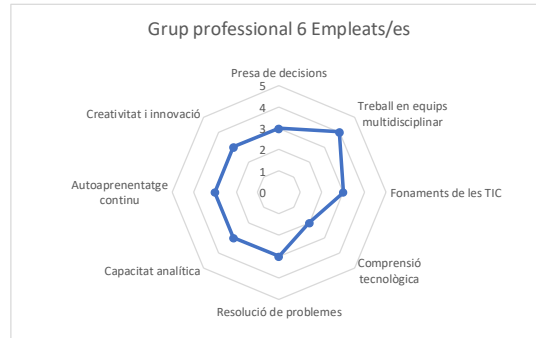 Grup professional 6 Empleats/es
Presa de decisions
Treball en equips
multidisciplinar
Fonaments de les TIC
Comprensió
tecnològica
Resolució de problemes
Capacitat analítica
Autoaprenentatge
continu
Creativitat i innovació
5
4
3
2
1
0